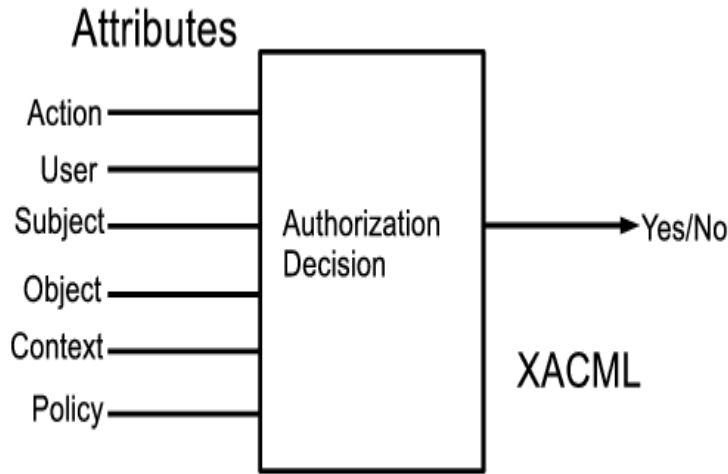 Attributes
Action
User
Subject
Object
Context
Policy
Authorization
Decision
Yes/No
XACML